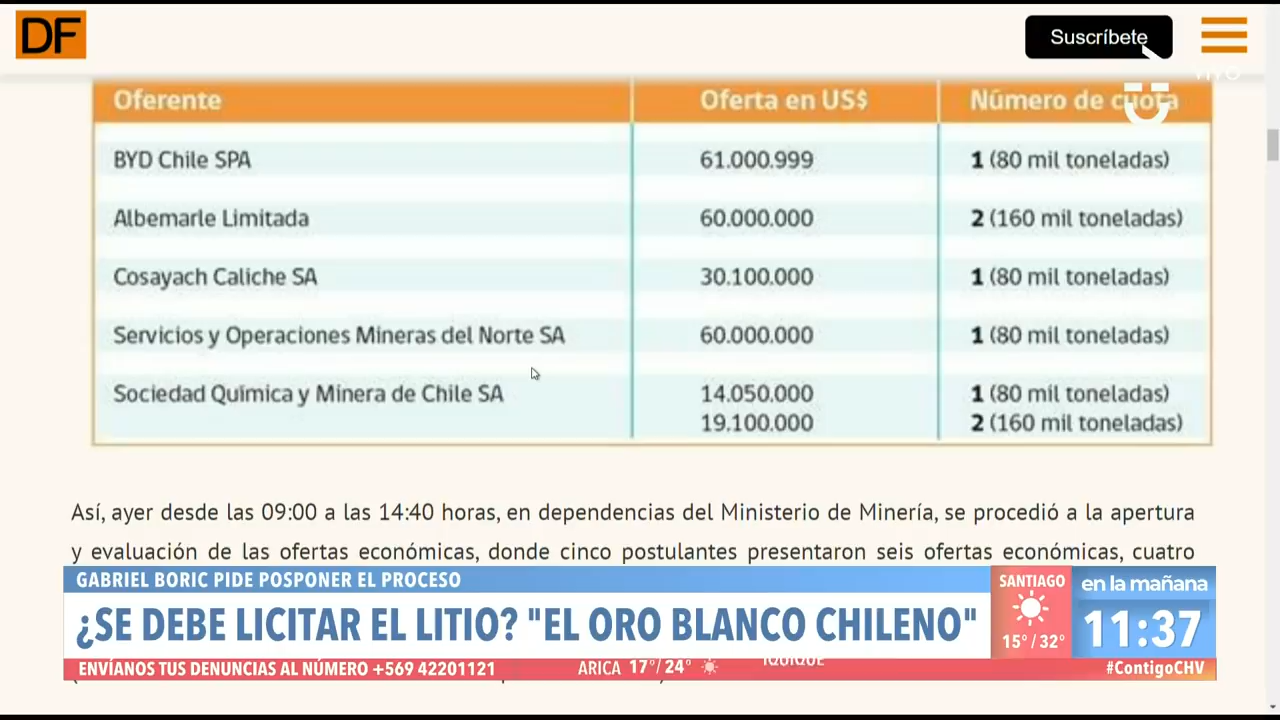 DF
Suscríbete
VIVO
Oferente Oferta en US$ Número de cuota
BYD Chile SPA 61.000.999 1 (80 mil toneladas)
Albemarle Limitada 60.000.000 2 (160 mil toneladas)
Cosayach Caliche SA 30.100.000 1 (80 mil toneladas)
Servicios y Operaciones Mineras del Norte SA 60.000.000 1 (80 mil toneladas)
Sociedad Química y Minera de Chile SA 14.050.000 1 (80 mil toneladas)
19.100.000 2 (160 mil toneladas)
Así, ayer desde las 09:00 a las 14:40 horas, en dependencias del Ministerio de Minería, se procedió a la apertura
y evaluación de las ofertas económicas, donde cinco postulantes presentaron seis ofertas económicas, cuatro
GABRIEL BORIC PIDE POSPONER EL PROCESO
¿SE DEBE LICITAR EL LITIO? "EL ORO BLANCO CHILENO"
SANTIAGO
15°/32°
en la mañana
11:37
ENVÍANOS TUS DENUNCIAS AL NÚMERO +569 42201121
ARICA 17°/24°
IQUIQUE
#ContigoCHV